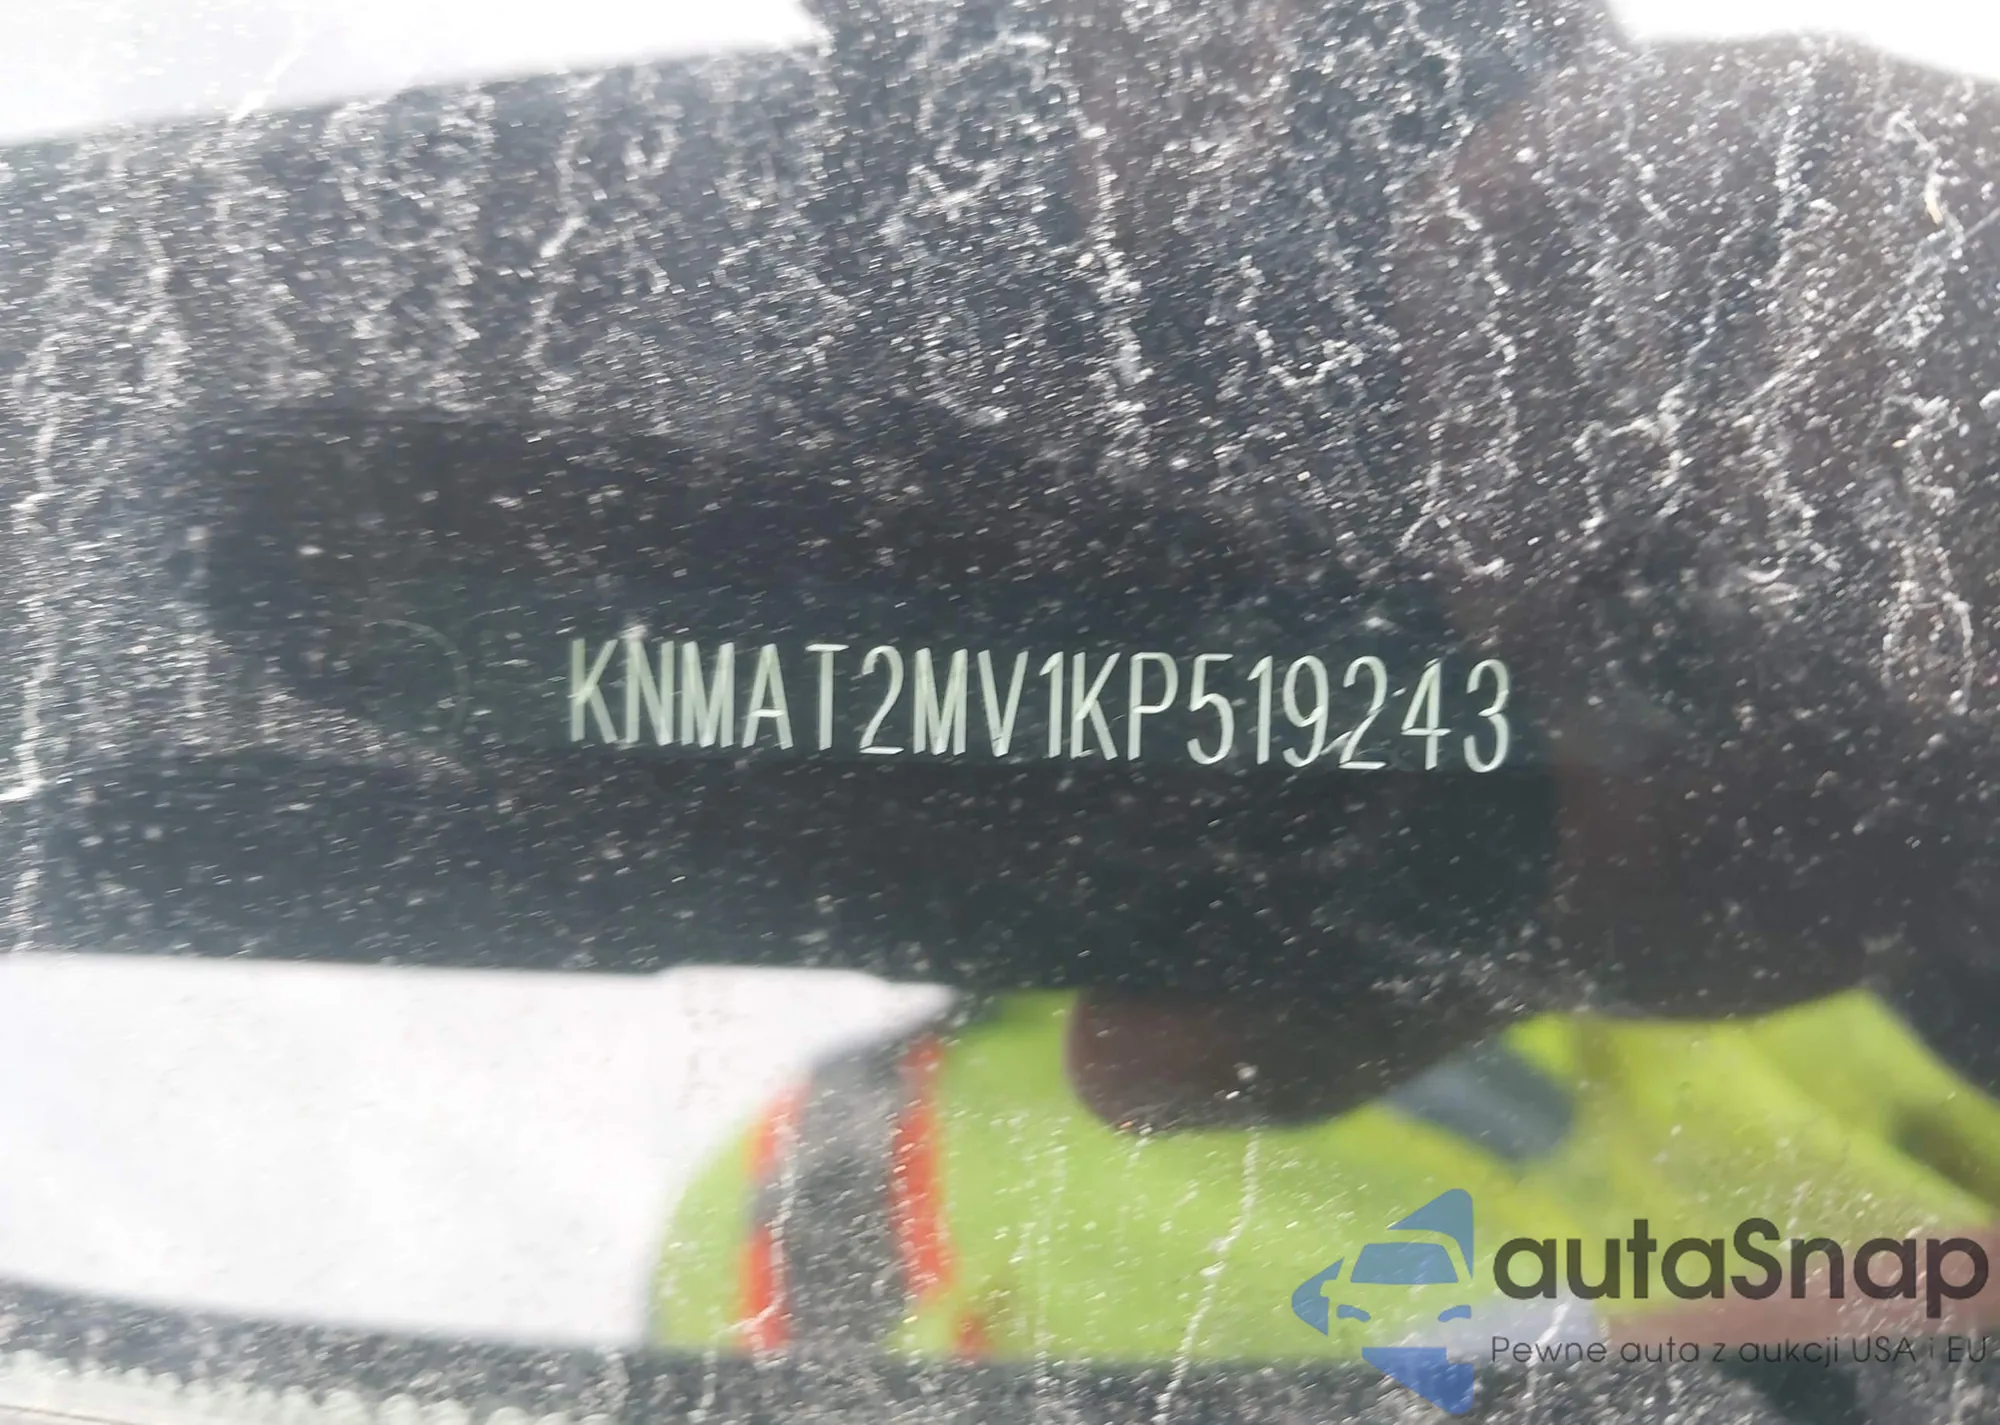 KNMAT2MV1KP519243
autaSnap
Pewne auta z aukcji USA i EU